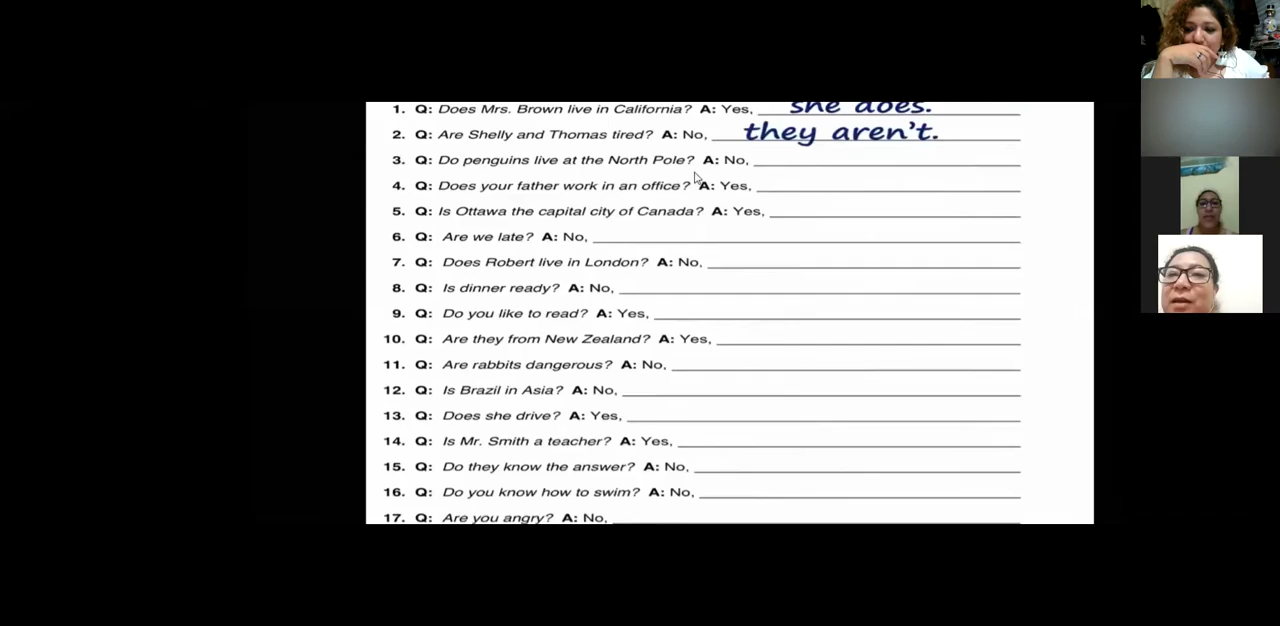 1. Q: Does Mrs. Brown live in California? A: Yes, she does.
2. Q: Are Shelly and Thomas tired? A: No, they aren't.
3. Q: Do penguins live at the North Pole? A: No,
4. Q: Does your father work in an office? A: Yes,
5. Q: Is Ottawa the capital city of Canada? A: Yes,
6. Q: Are we late? A: No,
7. Q: Does Robert live in London? A: No,
8. Q: Is dinner ready? A: No,
9. Q: Do you like to read? A: Yes,
10. Q: Are they from New Zealand? A: Yes,
11. Q: Are rabbits dangerous? A: No,
12. Q: Is Brazil in Asia? A: No,
13. Q: Does she drive? A: Yes,
14. Q: Is Mr. Smith a teacher? A: Yes,
15. Q: Do they know the answer? A: No,
16. Q: Do you know how to swim? A: No,
17. Q: Are you angry? A: No,